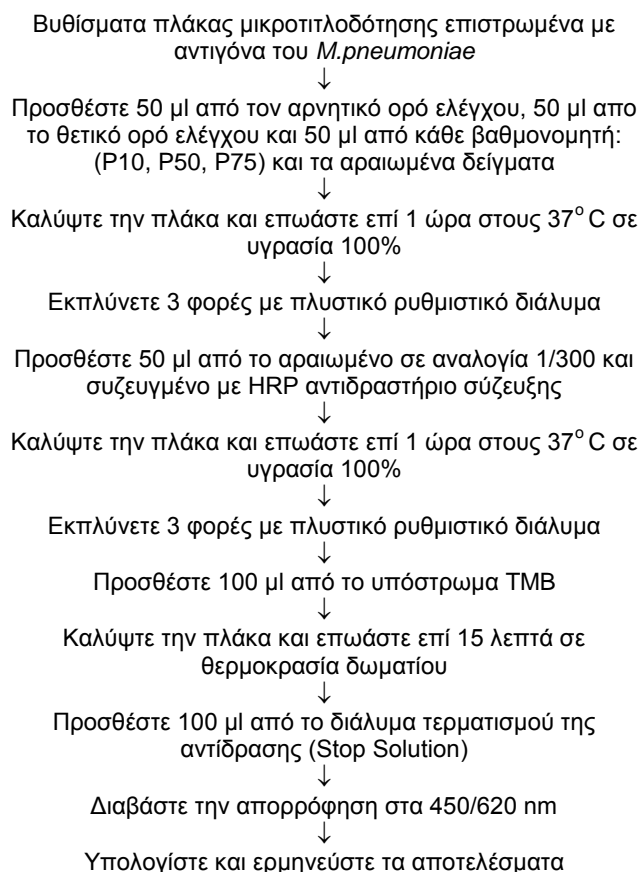 Βυθίσματα πλάκας μικροτιτλοδότησης επιστρωμένα με
αντιγόνα του M.pneumoniae
↓
Προσθέστε 50 µl από τον αρνητικό ορό ελέγχου, 50 µl απο
το θετικό ορό ελέγχου και 50 µl από κάθε βαθμονομητή:
(P10, P50, P75) και τα αραιωμένα δείγματα
↓
Καλύψτε την πλάκα και επωάστε επί 1 ώρα στους 37° C σε
υγρασία 100%
↓
Εκπλύνετε 3 φορές με πλυστικό ρυθμιστικό διάλυμα
↓
Προσθέστε 50 µl από το αραιωμένο σε αναλογία 1/300 και
συζευγμένο με HRP αντιδραστήριο σύζευξης
↓
Καλύψτε την πλάκα και επωάστε επί 1 ώρα στους 37° C σε
υγρασία 100%
↓
Εκπλύνετε 3 φορές με πλυστικό ρυθμιστικό διάλυμα
↓
Προσθέστε 100 µl από το υπόστρωμα TMB
↓
Καλύψτε την πλάκα και επωάστε επί 15 λεπτά σε
θερμοκρασία δωματίου
↓
Προσθέστε 100 µl από το διάλυμα τερματισμού της
αντίδρασης (Stop Solution)
↓
Διαβάστε την απορρόφηση στα 450/620 nm
↓
Υπολογίστε και ερμηνεύστε τα αποτελέσματα